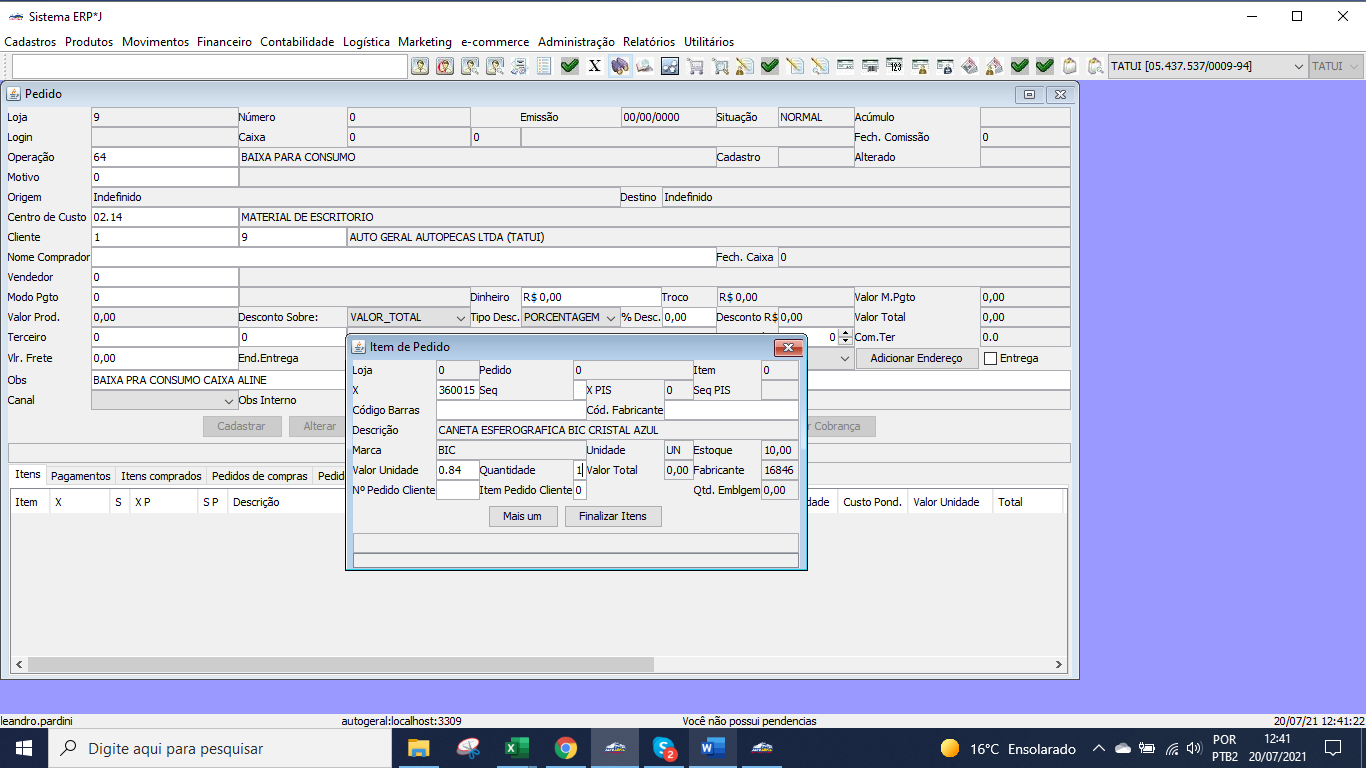 Sistema ERP*J
Cadastros Produtos Movimentos Financeiro Contabilidade Logística Marketing e-commerce Administração Relatórios Utilitários
X 123 TATUI [05.437.537/0009-94] TATUI
Pedido
Loja 9 Número 0 Emissão 00/00/0000 Situação NORMAL Acúmulo
Login Caixa 0 0 Fech. Comissão 0
Operação 64 BAIXA PARA CONSUMO Cadastro Alterado
Motivo 0
Origem Indefinido Destino Indefinido
Centro de Custo 02.14 MATERIAL DE ESCRITORIO
Cliente 1 9 AUTO GERAL AUTOPECAS LTDA (TATUI)
Nome Comprador Fech. Caixa 0
Vendedor 0
Modo Pgto 0 Dinheiro R$ 0,00 Troco R$ 0,00 Valor M.Pgto 0,00
Valor Prod. 0,00 Desconto Sobre: VALOR_TOTAL Tipo Desc. PORCENTAGEM % Desc. 0,00 Desconto R$ 0,00 Valor Total 0,00
Terceiro 0 0 0 Com.Ter 0.0
Vlr. Frete 0,00 End.Entrega Adicionar Endereço Entrega
Obs BAIXA PRA CONSUMO CAIXA ALINE
Canal Obs Interno
Cadastrar Alterar r Cobrança
Item de Pedido
Loja 0 Pedido 0 Item 0
X 360015 Seq X PIS 0 Seq PIS
Código Barras Cód. Fabricante
Descrição CANETA ESFEROGRAFICA BIC CRISTAL AZUL
Marca BIC Unidade UN Estoque 10,00
Valor Unidade 0.84 Quantidade 1 Valor Total 0,00 Fabricante 16846
Nº Pedido Cliente Item Pedido Cliente 0 Qtd. Emblgem 0,00
Mais um Finalizar Itens
Itens Pagamentos Itens comprados Pedidos de compras Pedid
Item X S X P S P Descrição dade Custo Pond. Valor Unidade Total
leandro.pardini autogeral:localhost:3309 Você não possui pendencias 20/07/21 12:41:22
Digite aqui para pesquisar 2 16°C Ensolarado POR PTB2 12:41 20/07/2021